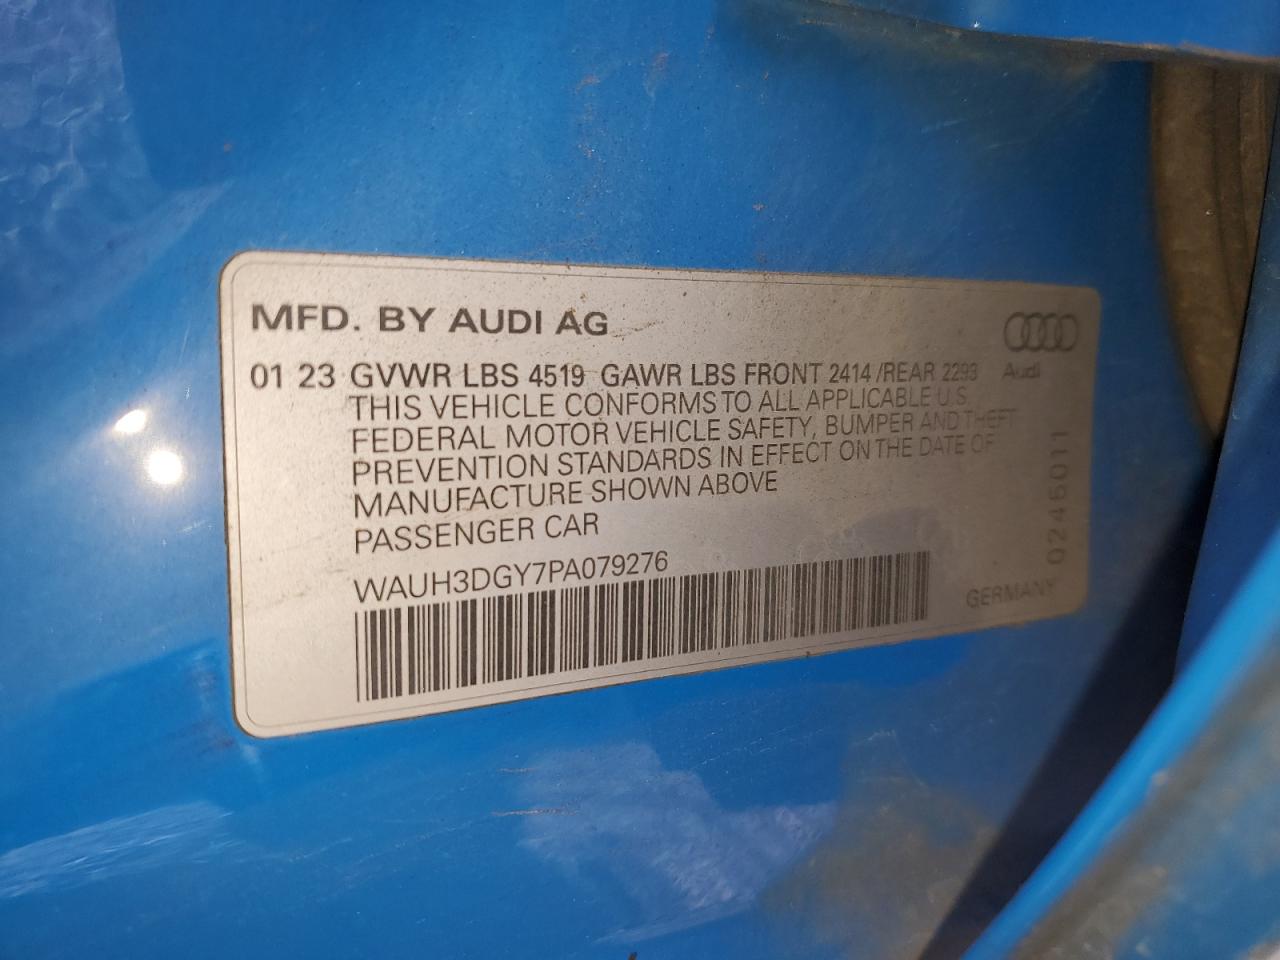 MFD. BY AUDI AG
01 23 GVWR LBS 4519 GAWR LBS FRONT 2414 /REAR 2293
Audi
THIS VEHICLE CONFORMS TO ALL APPLICABLE U.S.
FEDERAL MOTOR VEHICLE SAFETY, BUMPER AND THEFT
PREVENTION STANDARDS IN EFFECT ON THE DATE OF
MANUFACTURE SHOWN ABOVE
PASSENGER CAR
WAUH3DGY7PA079276
GERMANY
0245011